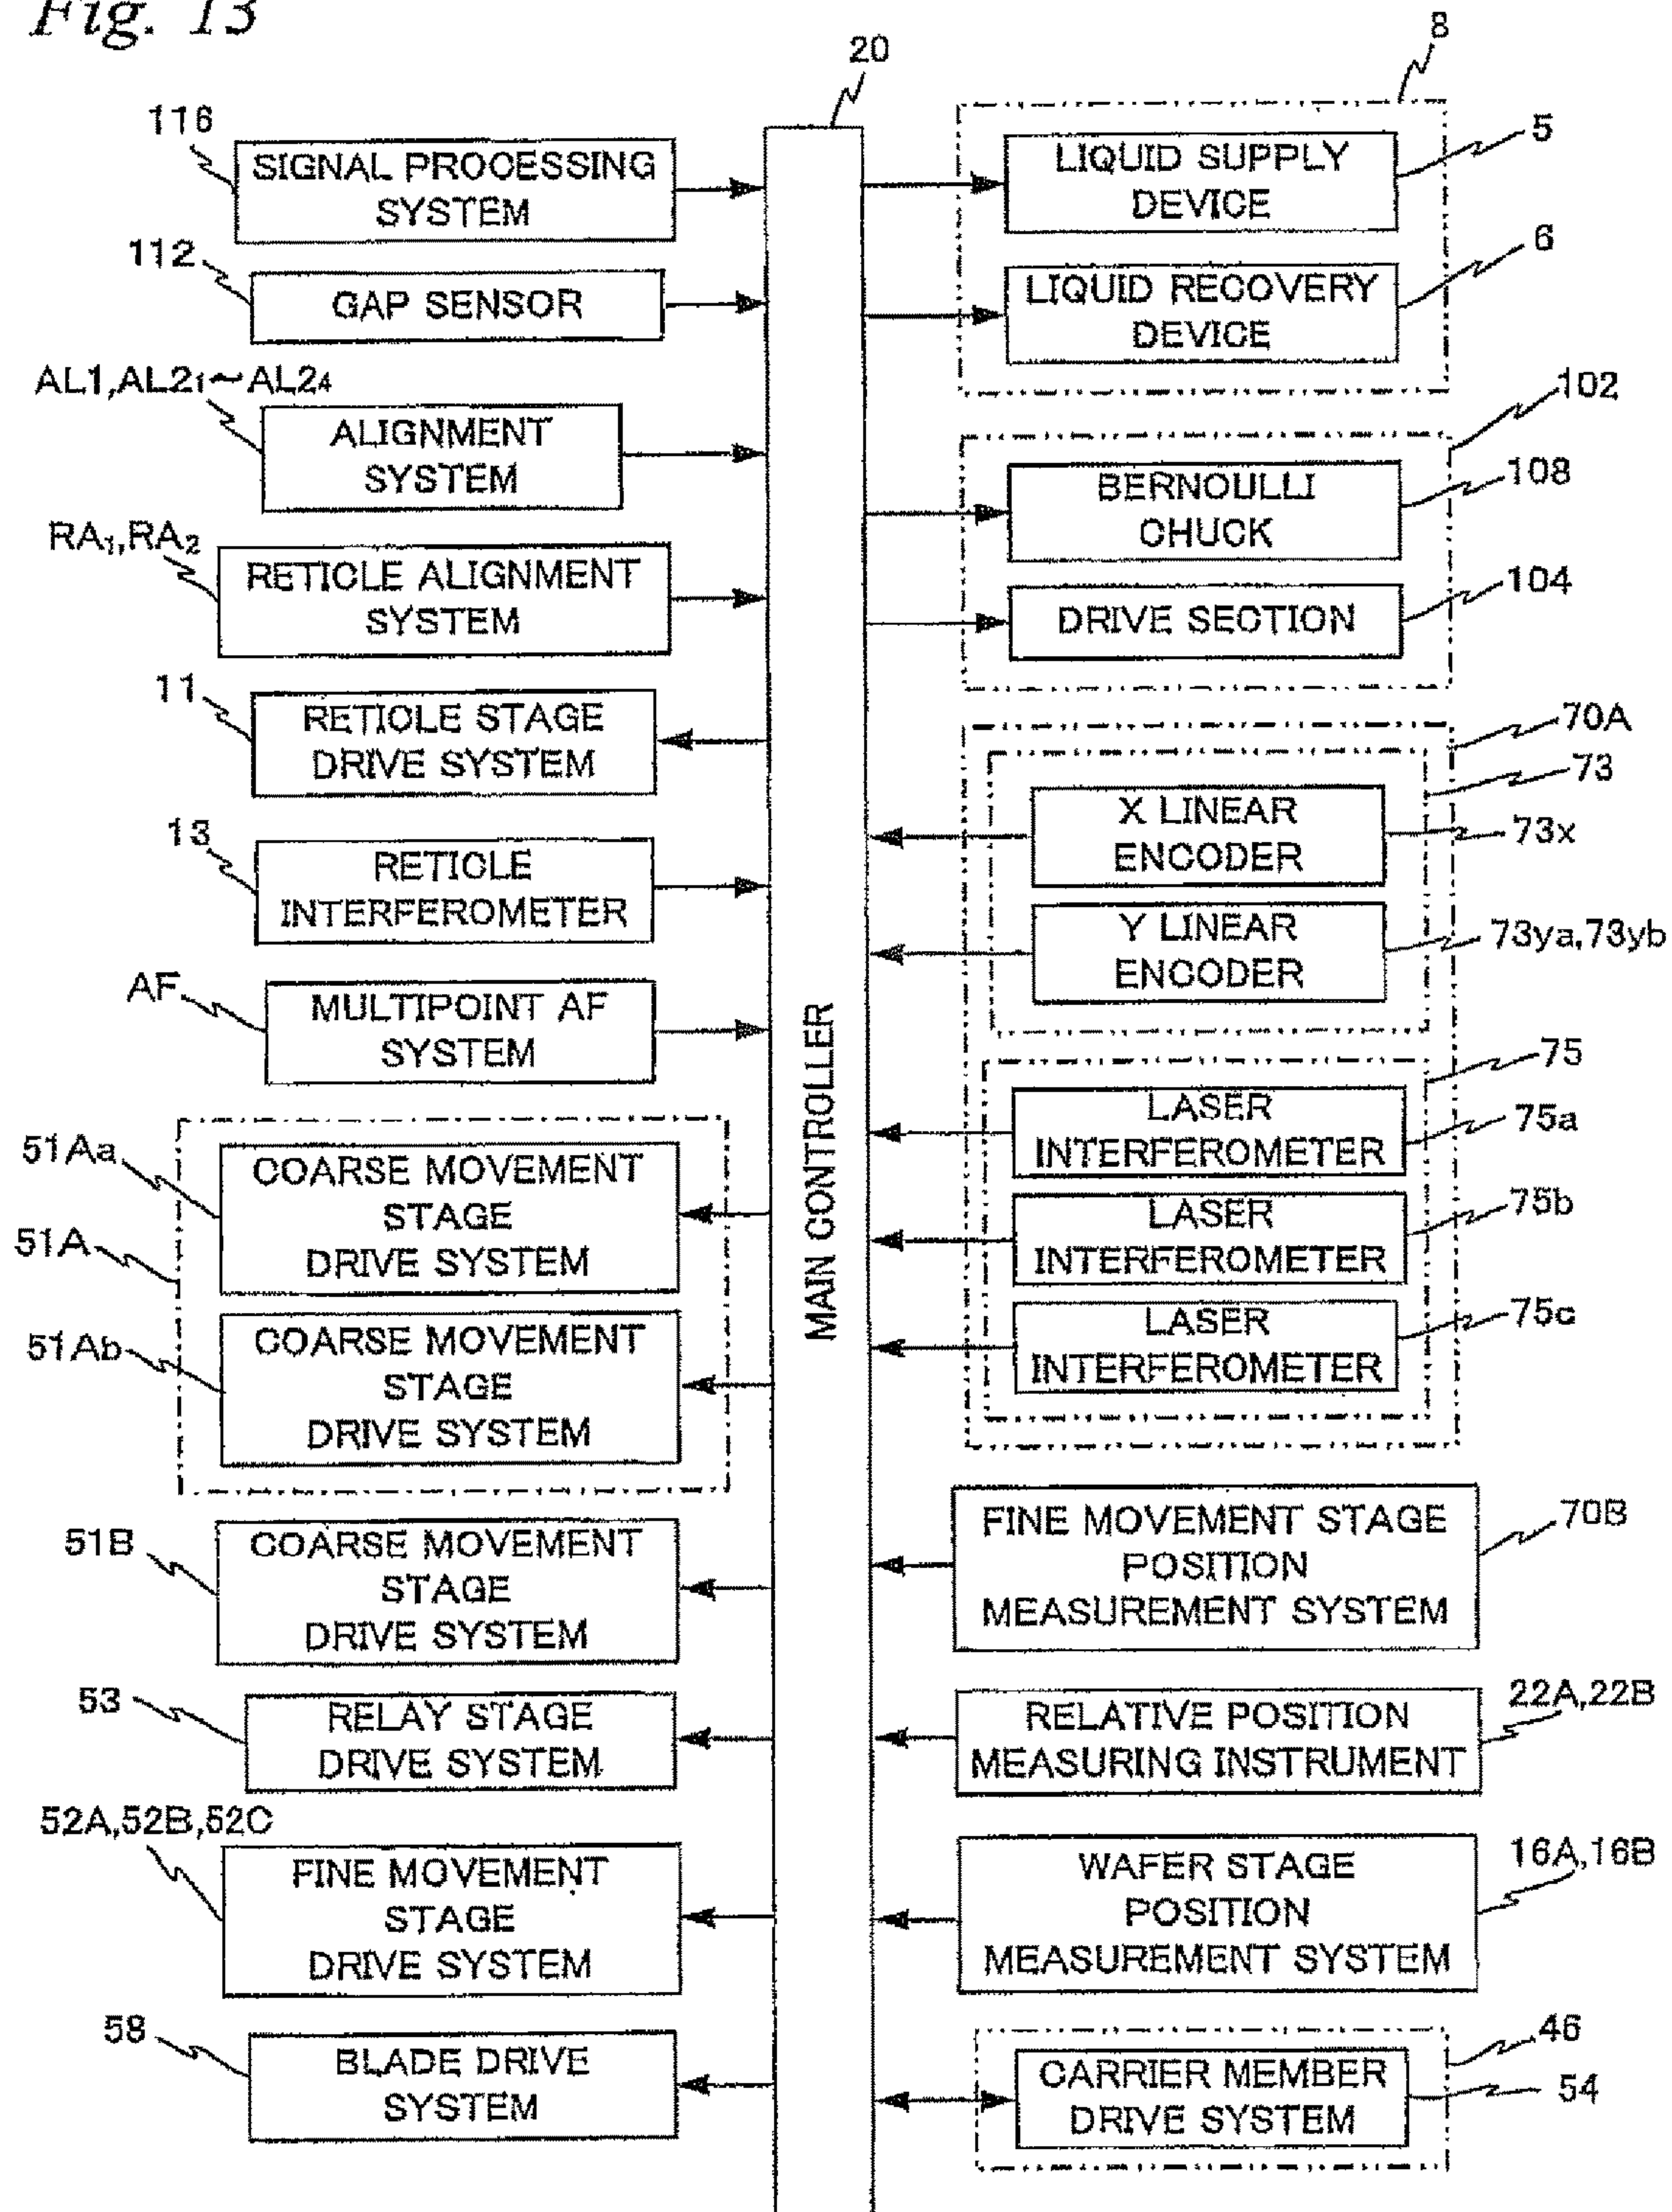 Fig. 13
20
8
116
SIGNAL PROCESSING
SYSTEM
112
GAP SENSOR
AL1,AL2₁~AL2₄
ALIGNMENT
SYSTEM
RA₁,RA₂
RETICLE ALIGNMENT
SYSTEM
11
RETICLE STAGE
DRIVE SYSTEM
13
RETICLE
INTERFEROMETER
AF
MULTIPOINT AF
SYSTEM
51Aa
COARSE MOVEMENT
STAGE
DRIVE SYSTEM
51A
51Ab
COARSE MOVEMENT
STAGE
DRIVE SYSTEM
51B
COARSE MOVEMENT
STAGE
DRIVE SYSTEM
53
RELAY STAGE
DRIVE SYSTEM
52A,52B,52C
FINE MOVEMENT
STAGE
DRIVE SYSTEM
58
BLADE DRIVE
SYSTEM
MAIN CONTROLLER
LIQUID SUPPLY
DEVICE
5
LIQUID RECOVERY
DEVICE
6
102
BERNOULLI
CHUCK
108
DRIVE SECTION
104
70A
73
X LINEAR
ENCODER
73x
Y LINEAR
ENCODER
73ya,73yb
75
LASER
INTERFEROMETER
75a
LASER
INTERFEROMETER
75b
LASER
INTERFEROMETER
75c
FINE MOVEMENT STAGE
POSITION
MEASUREMENT SYSTEM
70B
RELATIVE POSITION
MEASURING INSTRUMENT
22A,22B
WAFER STAGE
POSITION
MEASUREMENT SYSTEM
16A,16B
46
CARRIER MEMBER
DRIVE SYSTEM
54